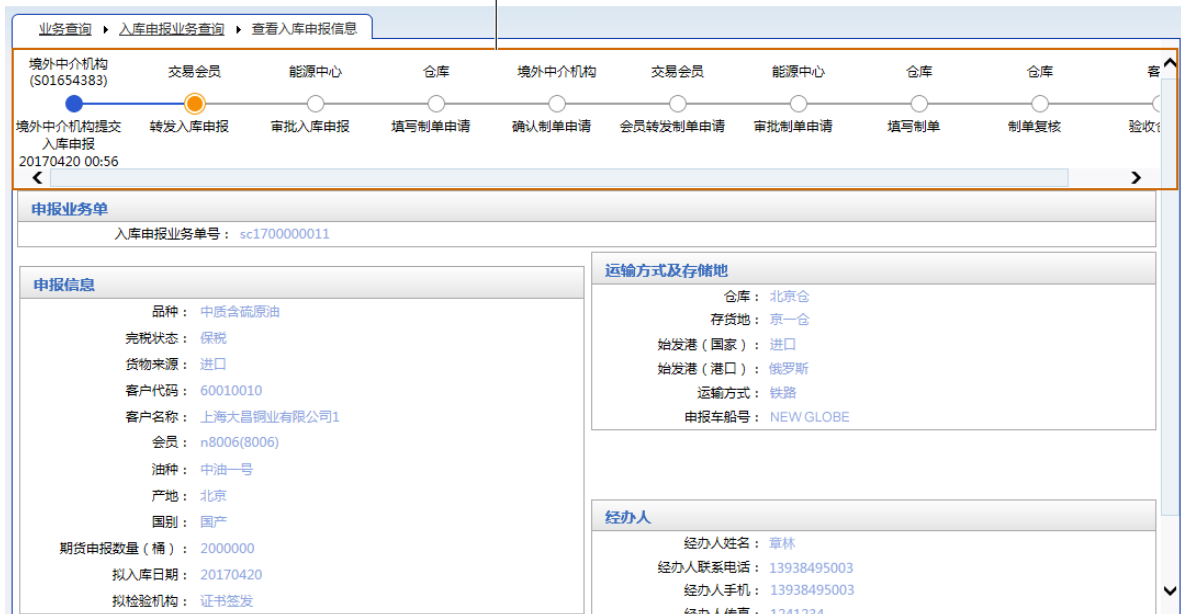 业务查询 ▸ 入库申报业务查询 ▸ 查看入库申报信息
境外中介机构 (S01654383) 交易会员 能源中心 仓库 境外中介机构 交易会员 能源中心 仓库 仓库 客
境外中介机构提交入库申报 20170420 00:56 转发入库申报 审批入库申报 填写制单申请 确认制单申请 会员转发制单申请 审批制单申请 填写制单 制单复核 验收
申报业务单
入库申报业务单号： sc1700000011
申报信息
品种： 中质含硫原油
完税状态： 保税
货物来源： 进口
客户代码： 60010010
客户名称： 上海大昌铜业有限公司1
会员： n8006(8006)
油种： 中油一号
产地： 北京
国别： 国产
期货申报数量（桶）： 2000000
拟入库日期： 20170420
拟检验机构： 证书签发
运输方式及存储地
仓库： 北京仓
存货地： 京一仓
始发港（国家）： 进口
始发港（港口）： 俄罗斯
运输方式： 铁路
申报车船号： NEW GLOBE
经办人
经办人姓名： 章林
经办人联系电话： 13938495003
经办人手机： 13938495003
经办人传真： 1241234